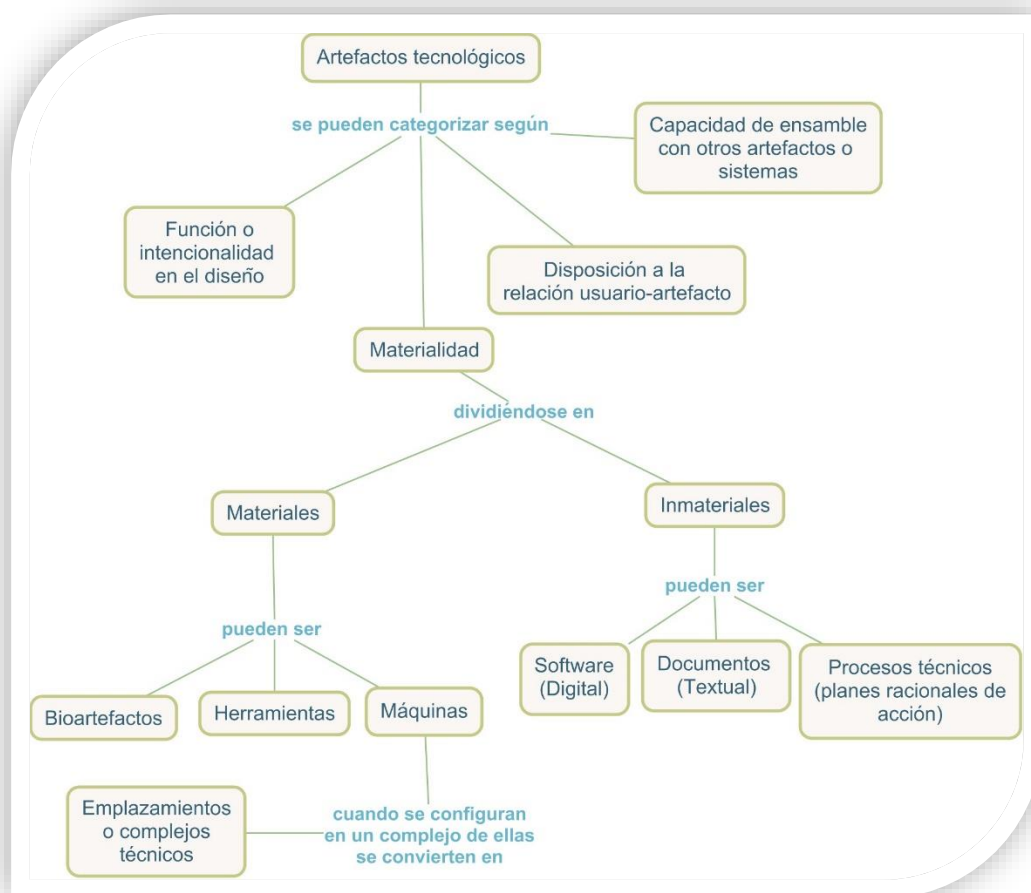 Artefactos tecnológicos
se pueden categorizar según
Capacidad de ensamble
con otros artefactos o
sistemas
Función o
intencionalidad
en el diseño
Disposición a la
relación usuario-artefacto
Materialidad
dividiéndose en
Materiales
Inmateriales
pueden ser
pueden ser
Bioartefactos
Herramientas
Máquinas
Software
(Digital)
Documentos
(Textual)
Procesos técnicos
(planes racionales de
acción)
cuando se configuran
en un complejo de ellas
se convierten en
Emplazamientos
o complejos
técnicos